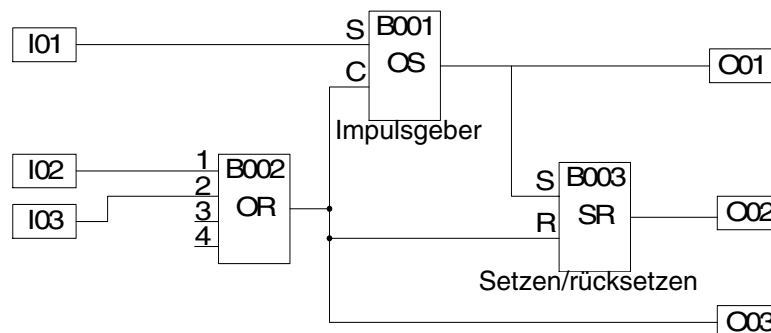 I01
S
B001
OS
C
Impulsgeber
O01
I02
1
B002
2
OR
3
4
I03
S
B003
SR
R
Setzen/rücksetzen
O02
O03